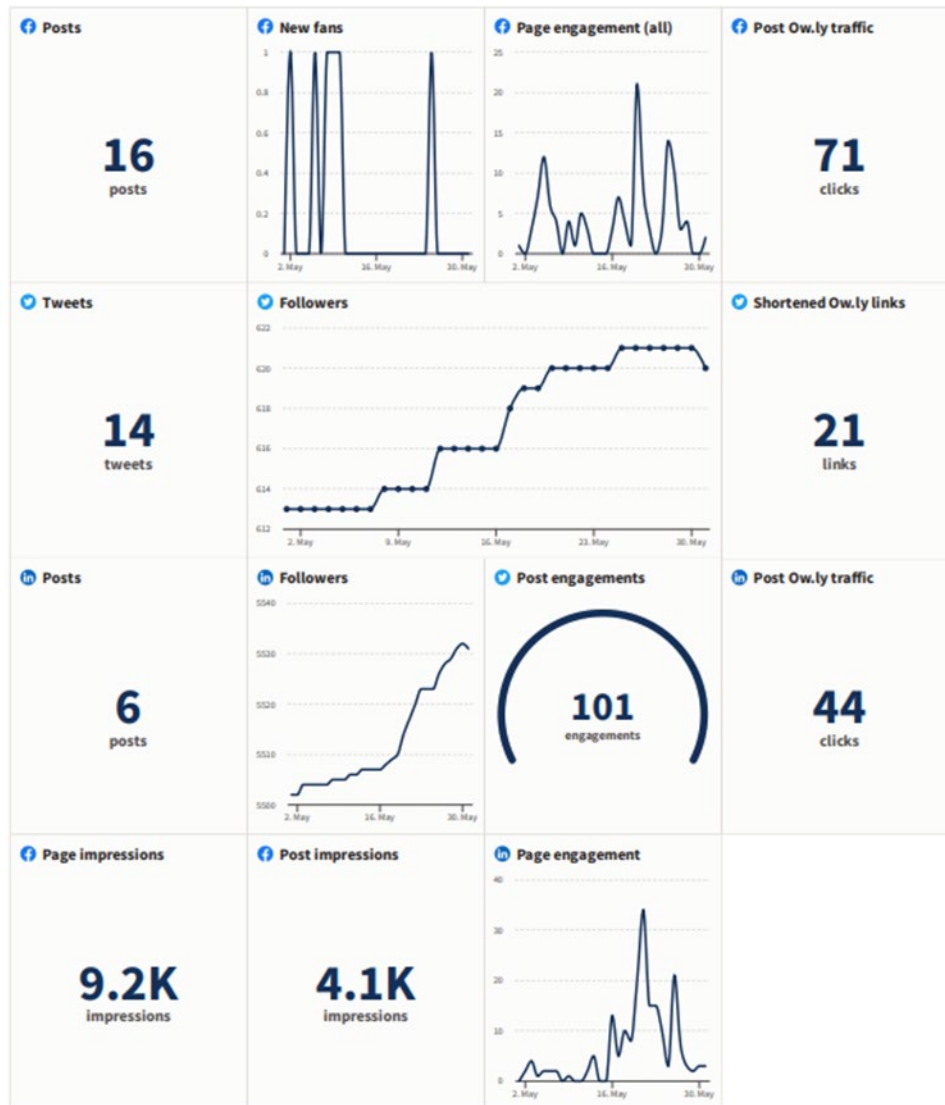 Posts
16
posts
New fans
1
0.8
0.6
0.4
0.2
0
2. May
16. May
30. May
Page engagement (all)
25
20
15
10
5
0
2. May
16. May
30. May
Post Ow.ly traffic
71
clicks
Tweets
14
tweets
Followers
622
620
618
616
614
612
2. May
9. May
16. May
23. May
30. May
Shortened Ow.ly links
21
links
Posts
6
posts
Followers
5540
5530
5520
5510
5500
2. May
16. May
30. May
Post engagements
101
engagements
Post Ow.ly traffic
44
clicks
Page impressions
9.2K
impressions
Post impressions
4.1K
impressions
Page engagement
40
30
20
10
0
2. May
16. May
30. May